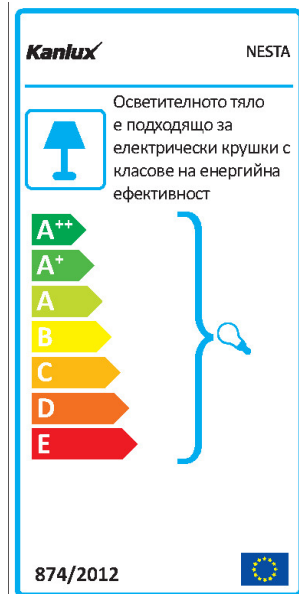 Kanlux NESTA
Осветителното тяло
е подходящо за
електрически крушки с
класове на енергийна
ефективност
A++
A+
A
B
C
D
E
874/2012